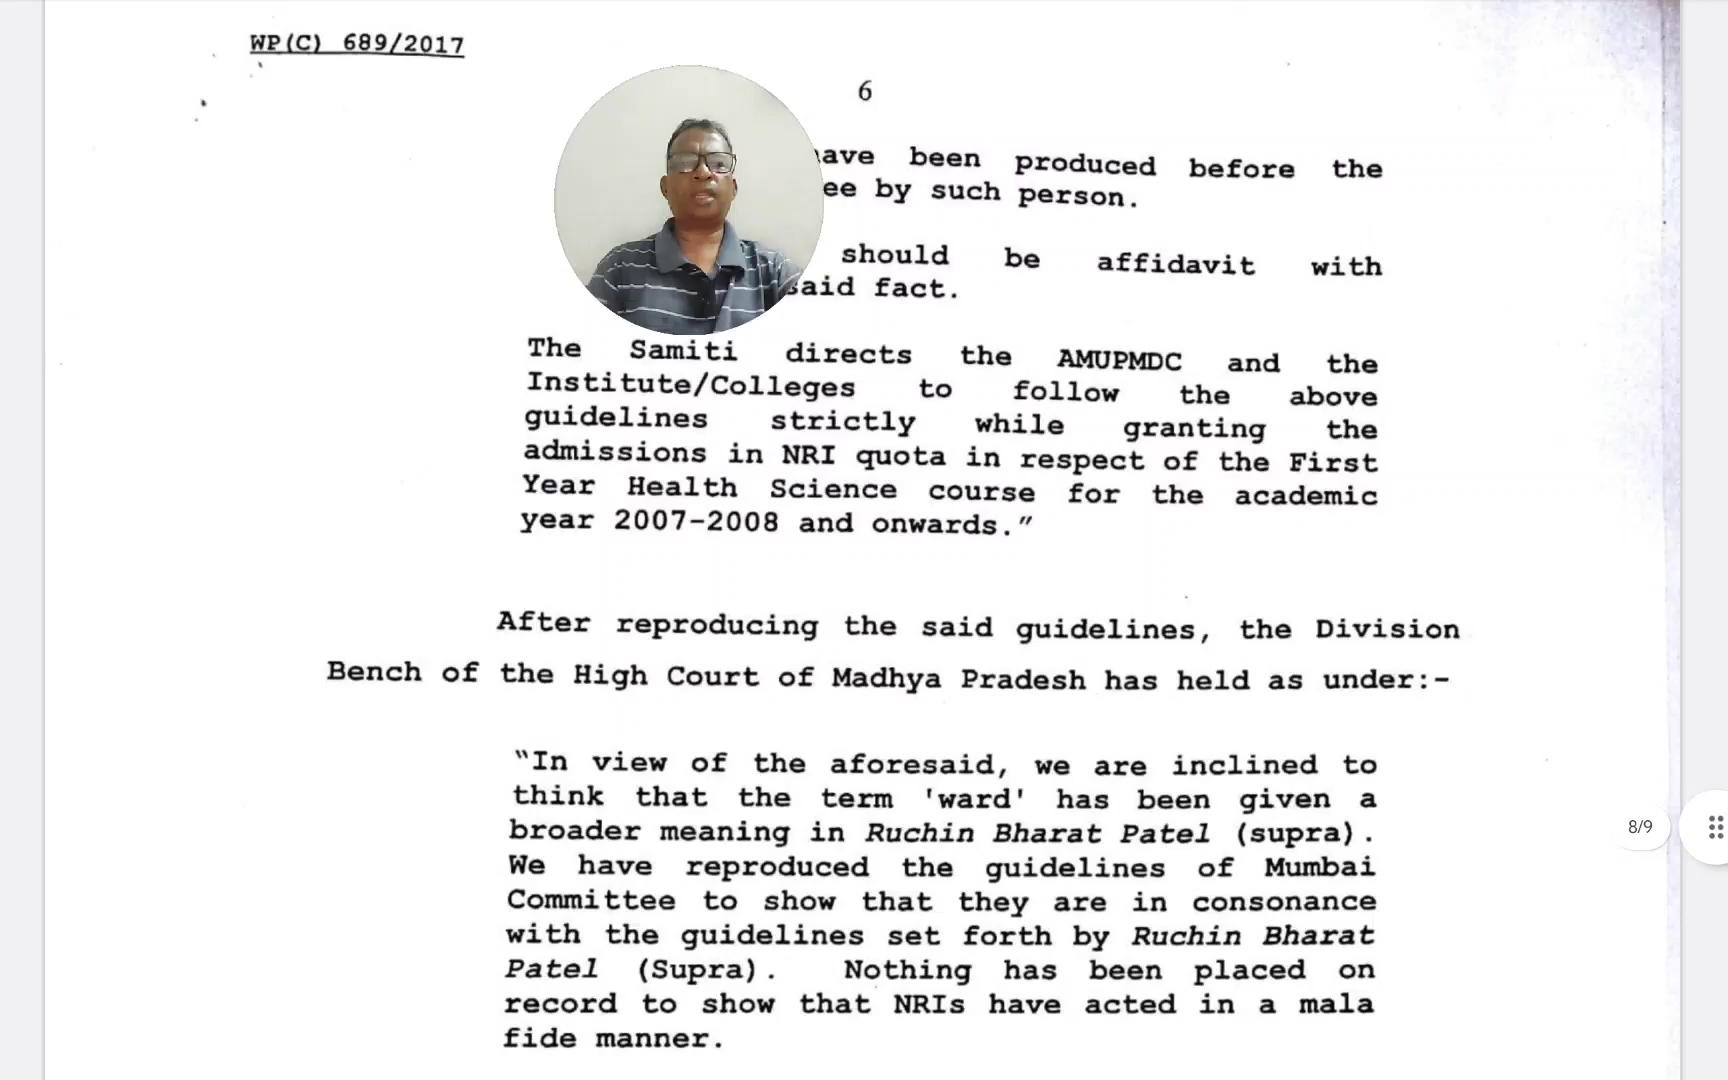 WP(C) 689/2017
6
have been produced before the
ee by such person.
should be affidavit with
said fact.
The Samiti directs the AMUPMDC and the
Institute/Colleges to follow the above
guidelines strictly while granting the
admissions in NRI quota in respect of the First
Year Health Science course for the academic
year 2007-2008 and onwards."
After reproducing the said guidelines, the Division
Bench of the High Court of Madhya Pradesh has held as under:-
"In view of the aforesaid, we are inclined to
think that the term 'ward' has been given a
broader meaning in Ruchin Bharat Patel (supra).
We have reproduced the guidelines of Mumbai
Committee to show that they are in consonance
with the guidelines set forth by Ruchin Bharat
Patel (Supra). Nothing has been placed on
record to show that NRIs have acted in a mala
fide manner.
8/9